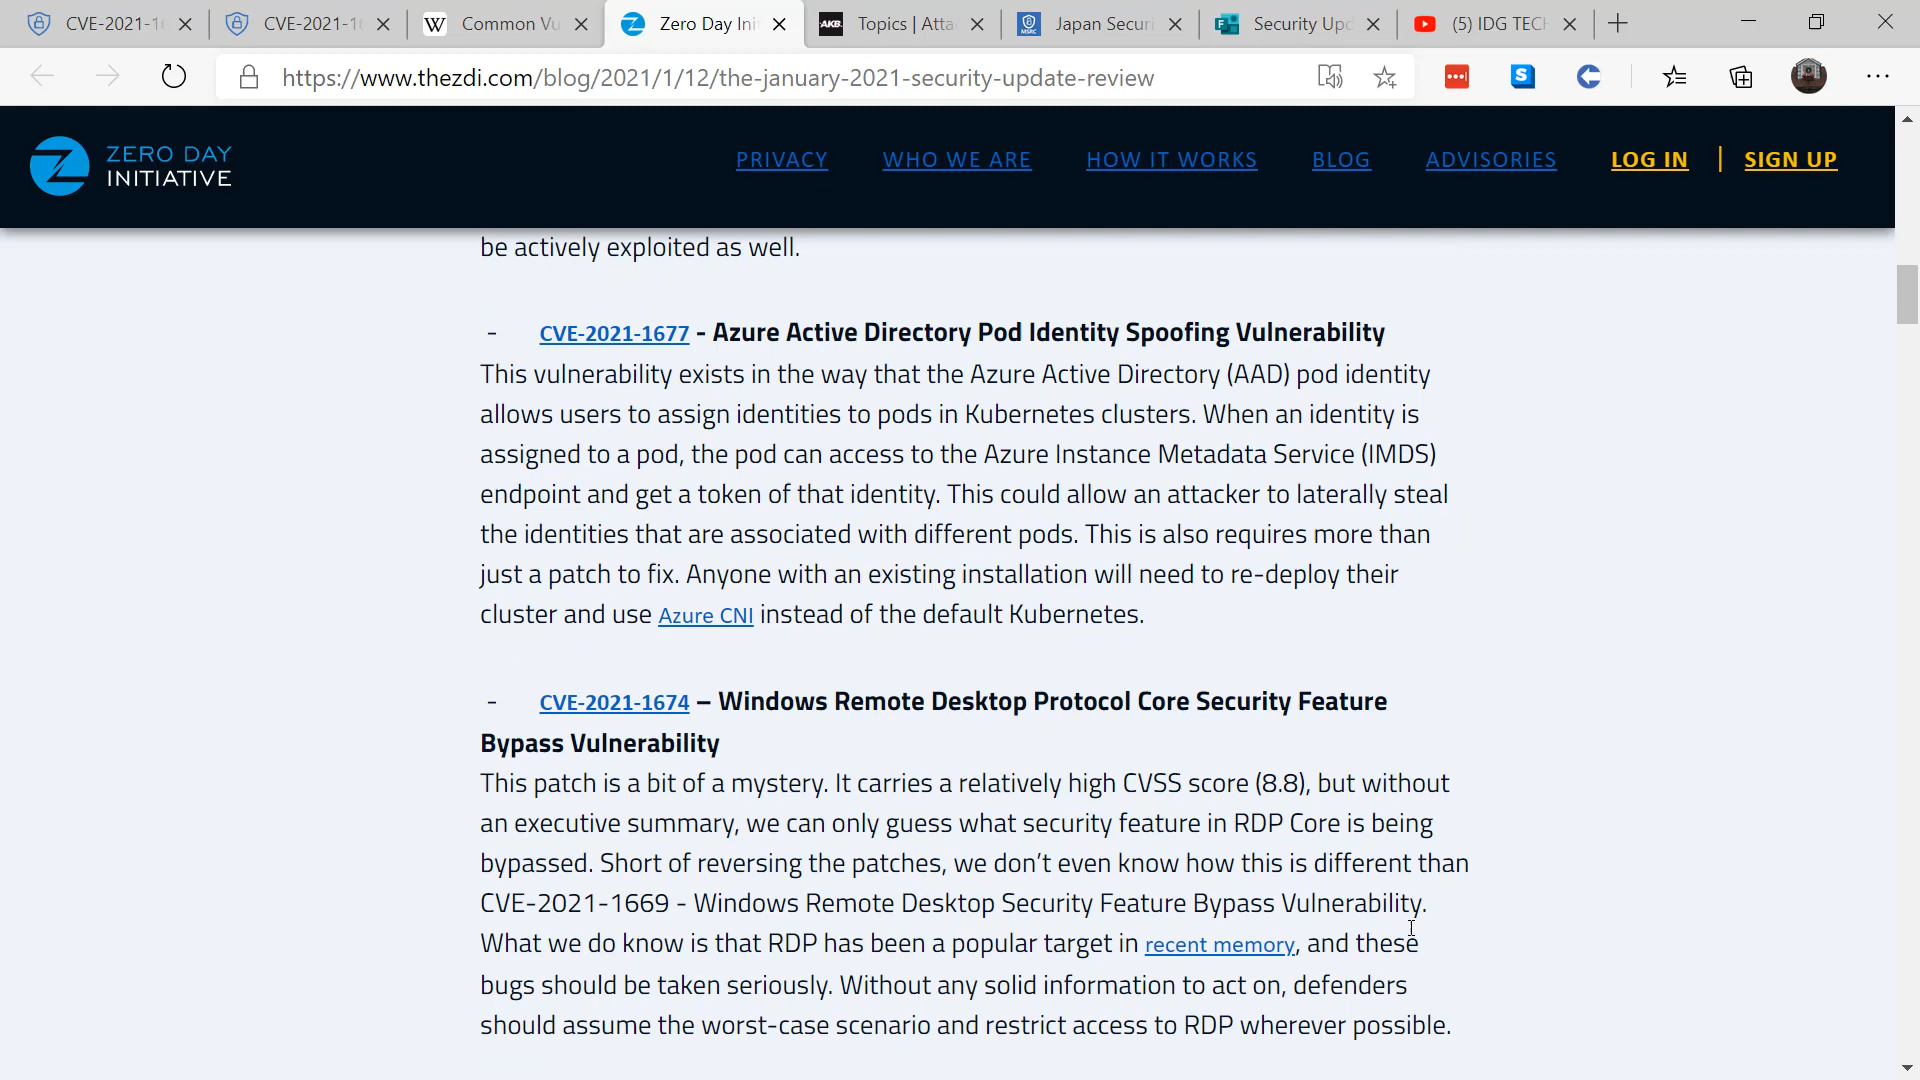 CVE-2021-1
CVE-2021-1
W Common Vu
Zero Day Ini
AKB Topics | Atta
MSRC Japan Securi
Security Upd
(5) IDG TECH
https://www.thezdi.com/blog/2021/1/12/the-january-2021-security-update-review
S
ZERO DAY
INITIATIVE
PRIVACY
WHO WE ARE
HOW IT WORKS
BLOG
ADVISORIES
LOG IN | SIGN UP
be actively exploited as well.
- CVE-2021-1677 - Azure Active Directory Pod Identity Spoofing Vulnerability
This vulnerability exists in the way that the Azure Active Directory (AAD) pod identity
allows users to assign identities to pods in Kubernetes clusters. When an identity is
assigned to a pod, the pod can access to the Azure Instance Metadata Service (IMDS)
endpoint and get a token of that identity. This could allow an attacker to laterally steal
the identities that are associated with different pods. This is also requires more than
just a patch to fix. Anyone with an existing installation will need to re-deploy their
cluster and use Azure CNI instead of the default Kubernetes.
- CVE-2021-1674 – Windows Remote Desktop Protocol Core Security Feature
Bypass Vulnerability
This patch is a bit of a mystery. It carries a relatively high CVSS score (8.8), but without
an executive summary, we can only guess what security feature in RDP Core is being
bypassed. Short of reversing the patches, we don’t even know how this is different than
CVE-2021-1669 - Windows Remote Desktop Security Feature Bypass Vulnerability.
What we do know is that RDP has been a popular target in recent memory, and these
bugs should be taken seriously. Without any solid information to act on, defenders
should assume the worst-case scenario and restrict access to RDP wherever possible.